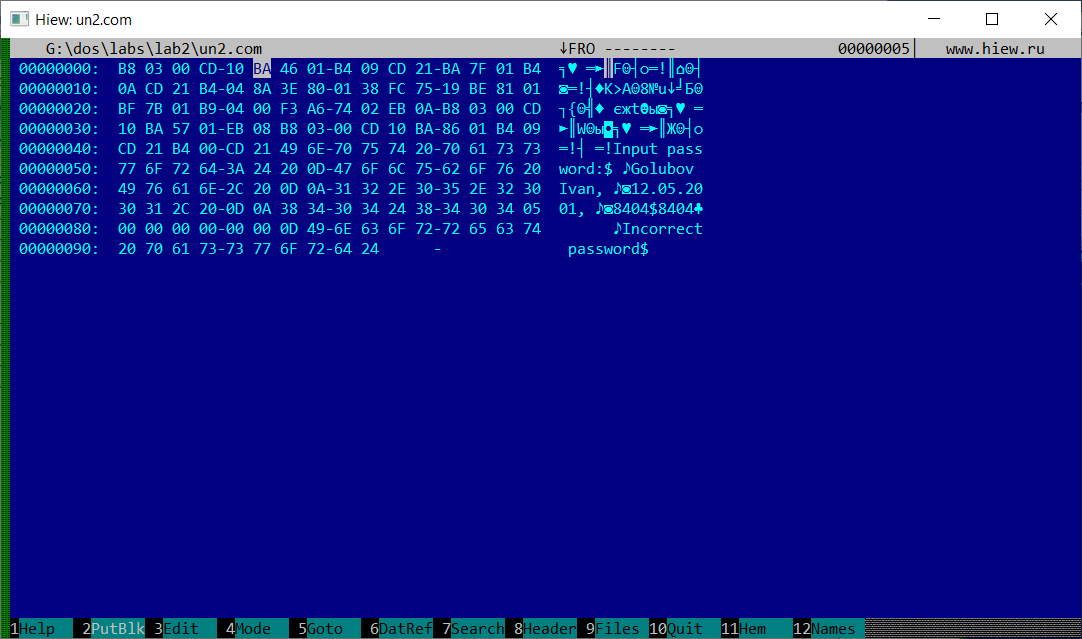 Hiew: un2.com
G:\dos\labs\lab2\un2.com ↓FRO -------- 00000005 www.hiew.ru
00000000: B8 03 00 CD-10 BA 46 01-B4 09 CD 21-BA 7F 01 B4 ╕♥ ═►║F☺┤○═!║⌂☺┤
00000010: 0A CD 21 B4-04 8A 3E 80-01 38 FC 75-19 BE 81 01 ◙═!┤♦К>А☺8№u↓╛Б☺
00000020: BF 7B 01 B9-04 00 F3 A6-74 02 EB 0A-B8 03 00 CD ┐{☺╣♦ єжt☻ы◙╕♥ ═
00000030: 10 BA 57 01-EB 08 B8 03-00 CD 10 BA-86 01 B4 09 ►║W☺ы◘╕♥ ═►║Ж☺┤○
00000040: CD 21 B4 00-CD 21 49 6E-70 75 74 20-70 61 73 73 ═!┤ ═!Input pass
00000050: 77 6F 72 64-3A 24 20 0D-47 6F 6C 75-62 6F 76 20 word:$ ♪Golubov
00000060: 49 76 61 6E-2C 20 0D 0A-31 32 2E 30-35 2E 32 30 Ivan, ♪◙12.05.20
00000070: 30 31 2C 20-0D 0A 38 34-30 34 24 38-34 30 34 05 01, ♪◙8404$8404♣
00000080: 00 00 00 00-00 00 0D 49-6E 63 6F 72-72 65 63 74 ♪Incorrect
00000090: 20 70 61 73-73 77 6F 72-64 24 - password$
1Help 2PutBlk 3Edit 4Mode 5Goto 6DatRef 7Search 8Header 9Files 10Quit 11Hem 12Names